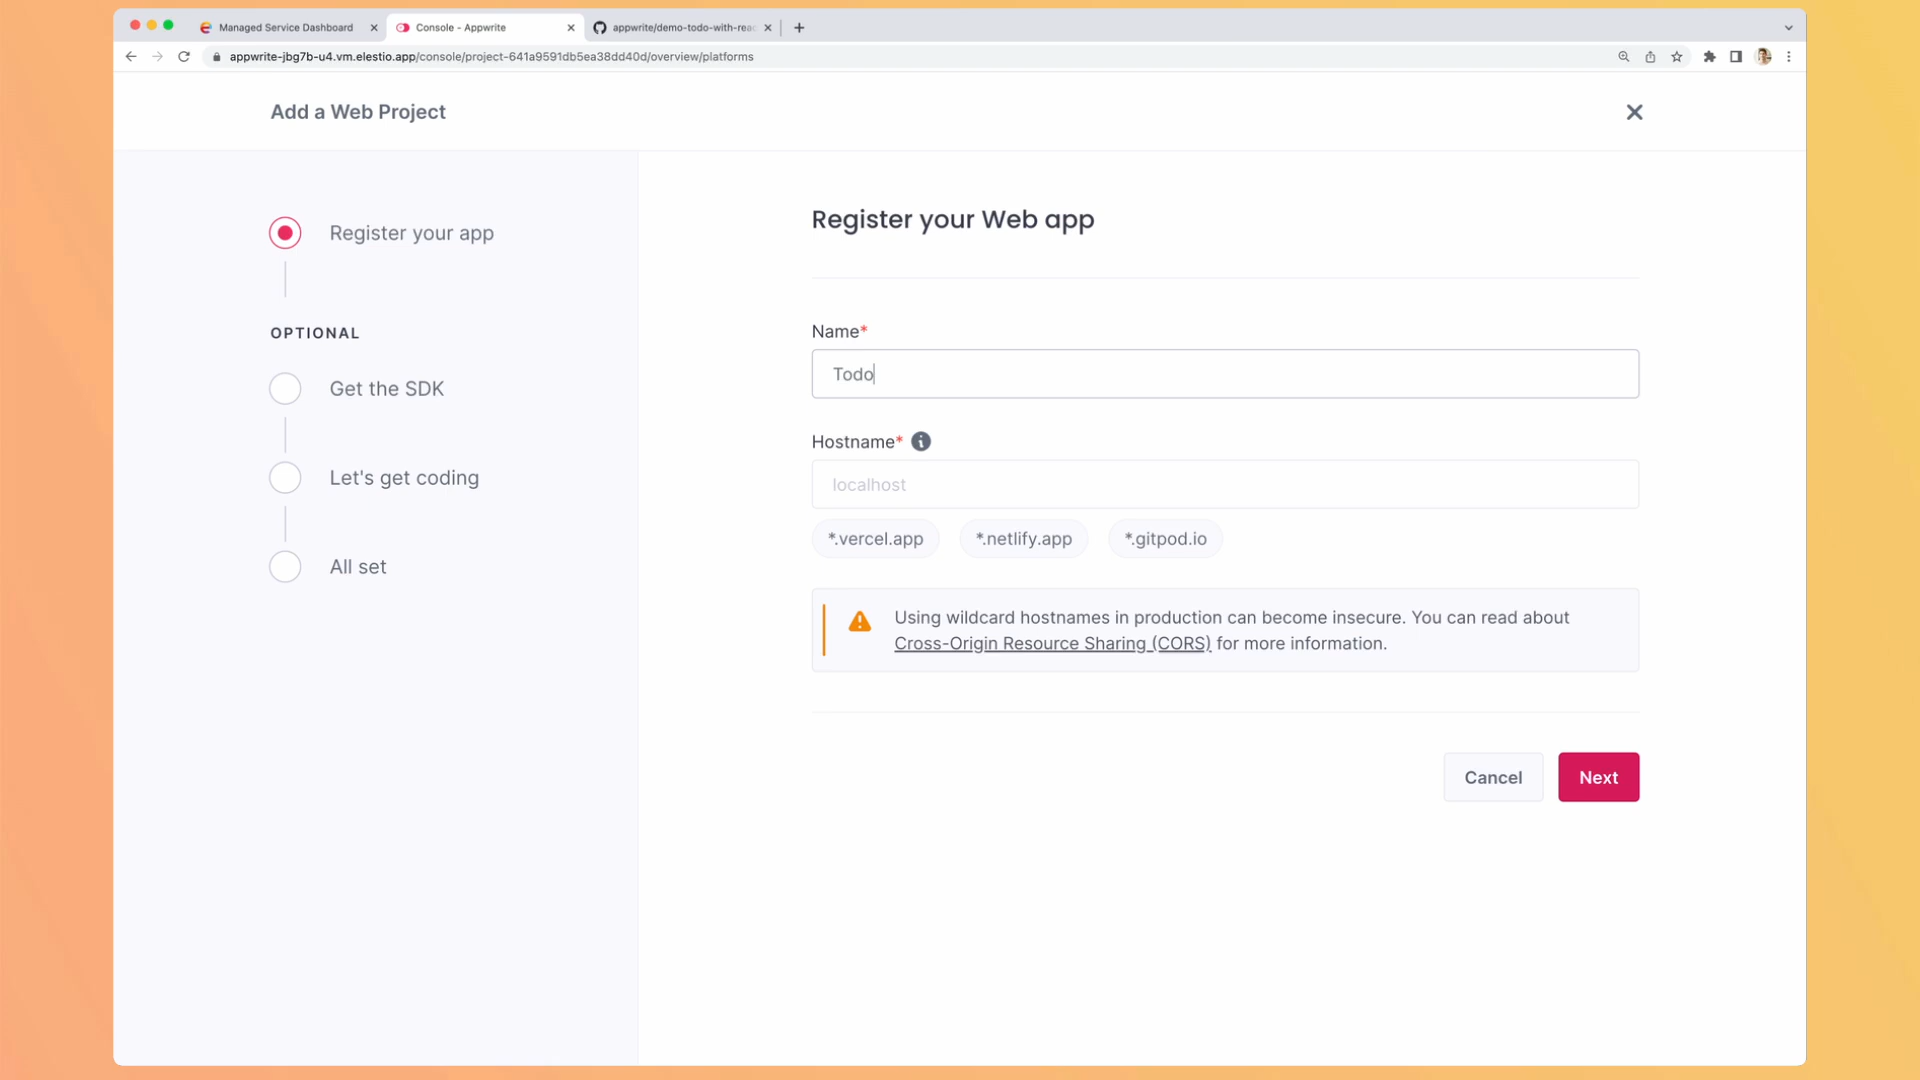 Managed Service Dashboard
Console - Appwrite
appwrite/demo-todo-with-rea
appwrite-jbg7b-u4.vm.elestio.app/console/project-641a9591db5ea38dd40d/overview/platforms
Add a Web Project
Register your app
OPTIONAL
Get the SDK
Let's get coding
All set
Register your Web app
Name*
Todo
Hostname*
localhost
*.vercel.app
*.netlify.app
*.gitpod.io
Using wildcard hostnames in production can become insecure. You can read about
Cross-Origin Resource Sharing (CORS) for more information.
Cancel
Next